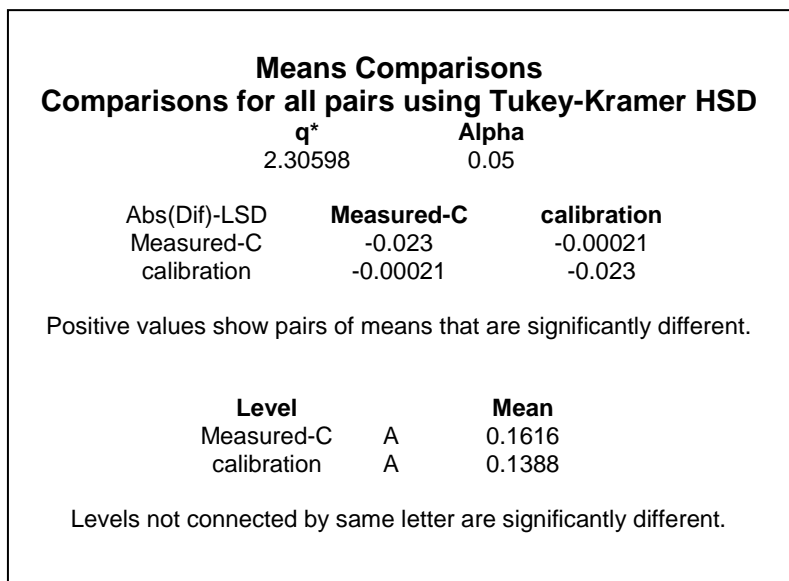 Means Comparisons
Comparisons for all pairs using Tukey-Kramer HSD
q* Alpha
2.30598 0.05
Abs(Dif)-LSD Measured-C calibration
Measured-C -0.023 -0.00021
calibration -0.00021 -0.023
Positive values show pairs of means that are significantly different.
Level Mean
Measured-C A 0.1616
calibration A 0.1388
Levels not connected by same letter are significantly different.